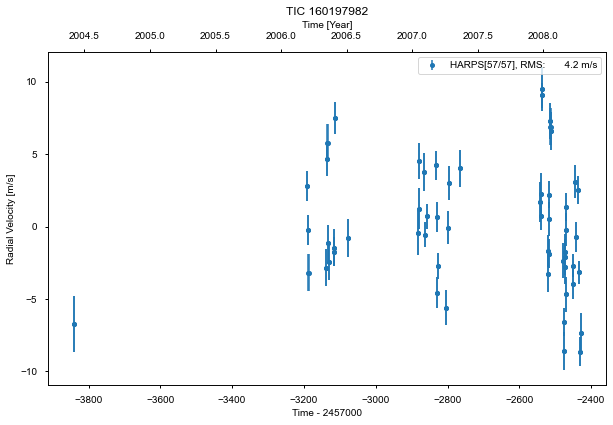 TIC 160197982
Time [Year]
2004.5 2005.0 2005.5 2006.0 2006.5 2007.0 2007.5 2008.0
HARPS[57/57], RMS: 4.2 m/s
10
5
0
−5
−10
Radial Velocity [m/s]
−3800 −3600 −3400 −3200 −3000 −2800 −2600 −2400
Time - 2457000